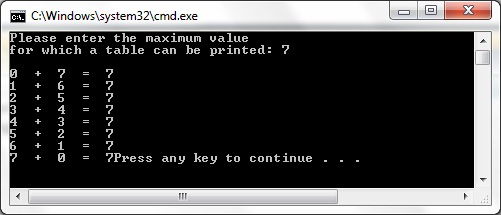 C:\Windows\system32\cmd.exe
Please enter the maximum value
for which a table can be printed: 7
0 + 7 = 7
1 + 6 = 7
2 + 5 = 7
3 + 4 = 7
4 + 3 = 7
5 + 2 = 7
6 + 1 = 7
7 + 0 = 7Press any key to continue . . .